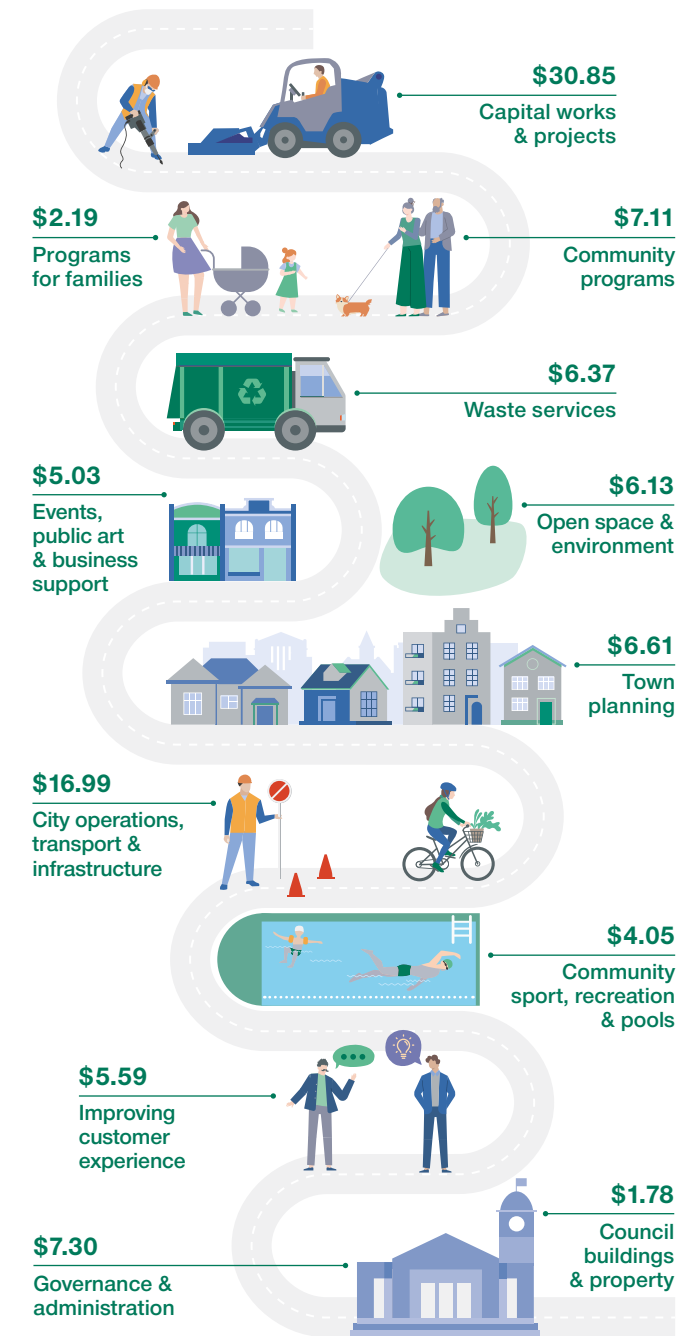 $30.85
Capital works
& projects
$2.19
Programs
for families
$7.11
Community
programs
$6.37
Waste services
$5.03
Events,
public art
& business
support
$6.13
Open space &
environment
$6.61
Town
planning
$16.99
City operations,
transport &
infrastructure
$4.05
Community
sport, recreation
& pools
$5.59
Improving
customer
experience
$1.78
Council
buildings
& property
$7.30
Governance &
administration